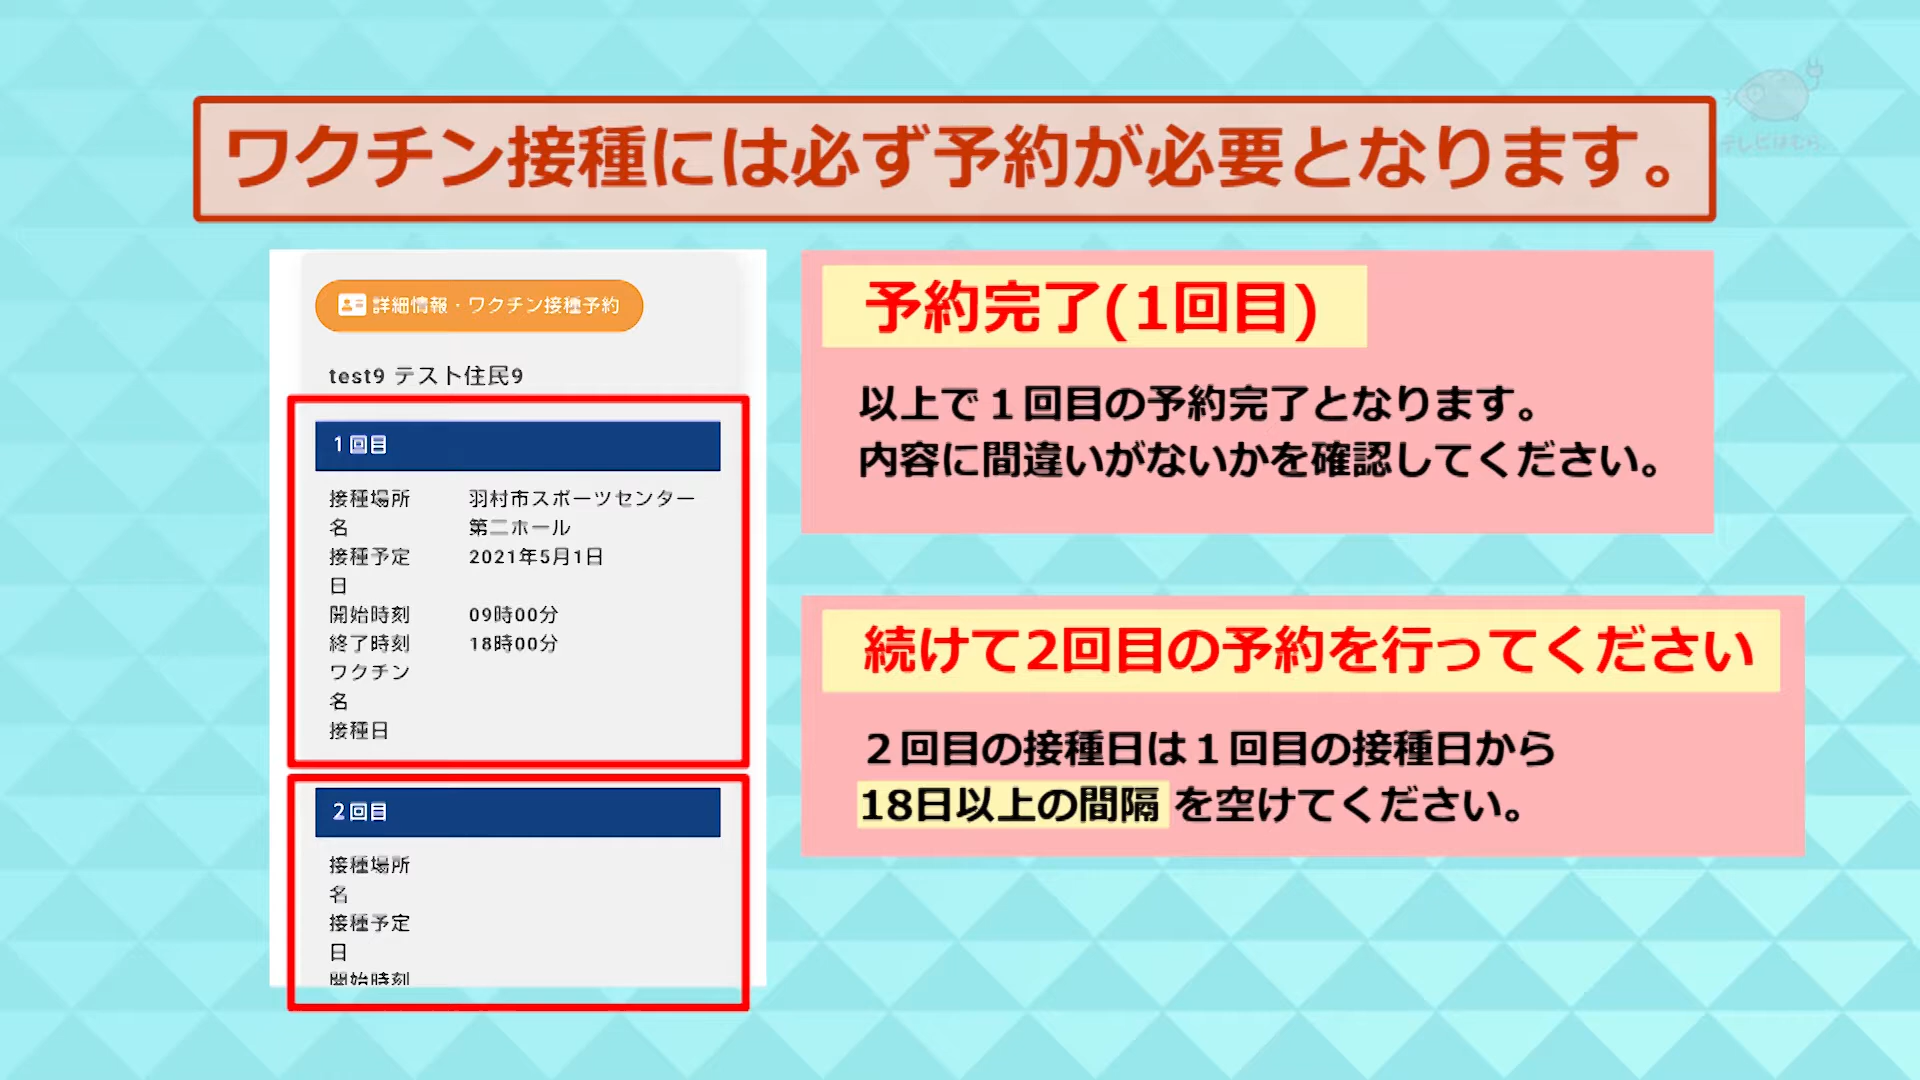 ワクチン接種には必ず予約が必要となります。
テレビはむら
詳細情報・ワクチン接種予約
test9 テスト住民9
1回目
接種場所 羽村市スポーツセンター
名 第二ホール
接種予定 2021年5月1日
日
開始時刻 09時00分
終了時刻 18時00分
ワクチン
名
接種日
2回目
接種場所
名
接種予定
日
開始時刻
予約完了(1回目)
以上で1回目の予約完了となります。
内容に間違いがないかを確認してください。
続けて2回目の予約を行ってください
2回目の接種日は1回目の接種日から
18日以上の間隔を空けてください。